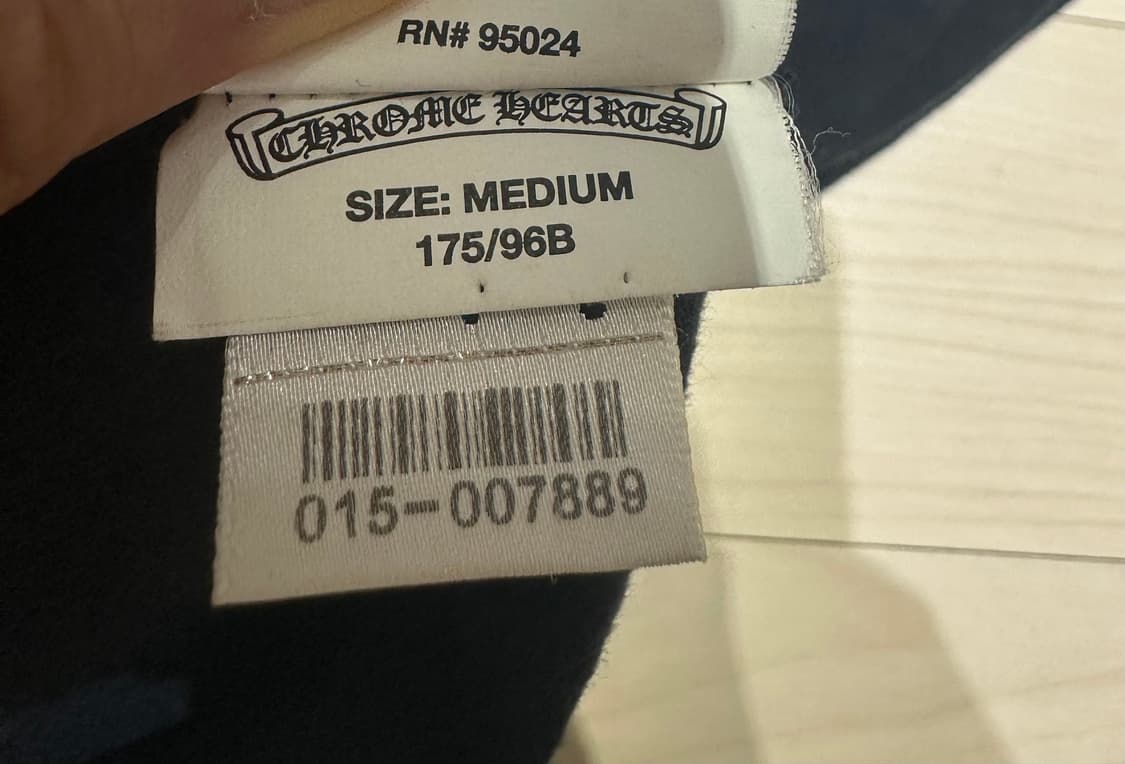 RN# 95024
CHROME HEARTS
SIZE: MEDIUM
175/96B
015-007889